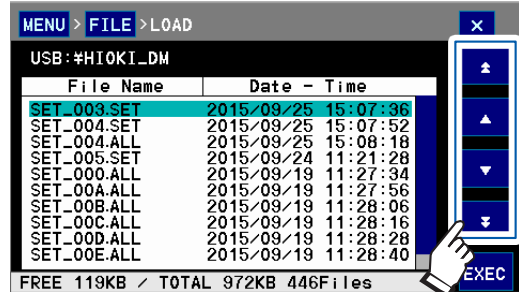 MENU > FILE >LOAD ×
USB:¥HIOKI_DM
File Name Date - Time
SET_003.SET 2015/09/25 15:07:36
SET_004.SET 2015/09/25 15:07:52
SET_004.ALL 2015/09/25 15:08:18
SET_005.SET 2015/09/24 11:21:28
SET_000.ALL 2015/09/19 11:27:34
SET_00A.ALL 2015/09/19 11:27:56
SET_00B.ALL 2015/09/19 11:28:06
SET_00C.ALL 2015/09/19 11:28:16
SET_00D.ALL 2015/09/19 11:28:28
SET_00E.ALL 2015/09/19 11:28:40
FREE 119KB / TOTAL 972KB 446Files
EXEC